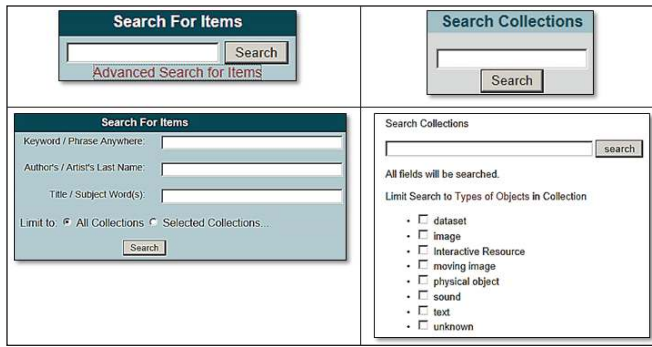 Search For Items
Search
Advanced Search for Items
Search Collections
Search
Search For Items
Keyword / Phrase Anywhere:
Author's / Artist's Last Name:
Title / Subject Word(s):
Limit to: All Collections Selected Collections...
Search
Search Collections
search
All fields will be searched.
Limit Search to Types of Objects in Collection
dataset
image
Interactive Resource
moving image
physical object
sound
text
unknown